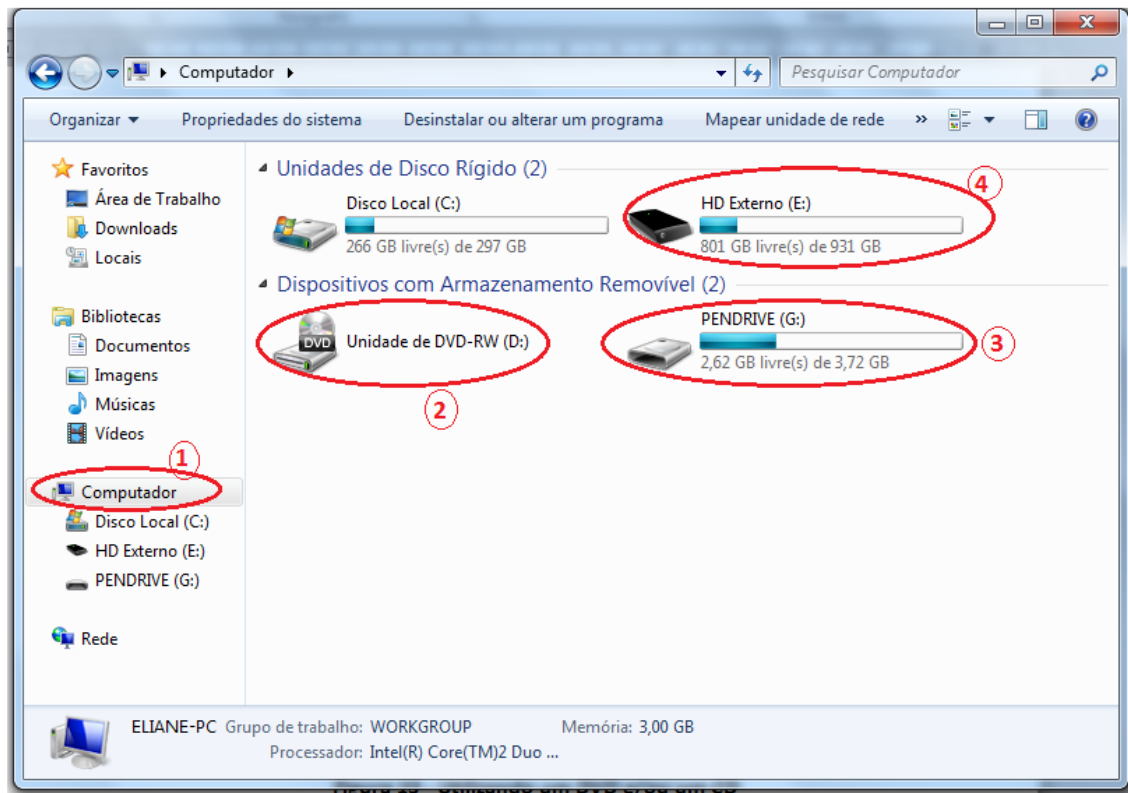 Computador
Pesquisar Computador
Organizar Propriedades do sistema Desinstalar ou alterar um programa Mapear unidade de rede »
Favoritos
Área de Trabalho
Downloads
Locais
Bibliotecas
Documentos
Imagens
Músicas
Vídeos
1
Computador
Disco Local (C:)
HD Externo (E:)
PENDRIVE (G:)
Rede
Unidades de Disco Rígido (2)
Disco Local (C:)
266 GB livre(s) de 297 GB
4
HD Externo (E:)
801 GB livre(s) de 931 GB
Dispositivos com Armazenamento Removível (2)
DVD
Unidade de DVD-RW (D:)
2
PENDRIVE (G:)
2,62 GB livre(s) de 3,72 GB
3
ELIANE-PC Grupo de trabalho: WORKGROUP Memória: 3,00 GB
Processador: Intel(R) Core(TM)2 Duo ...